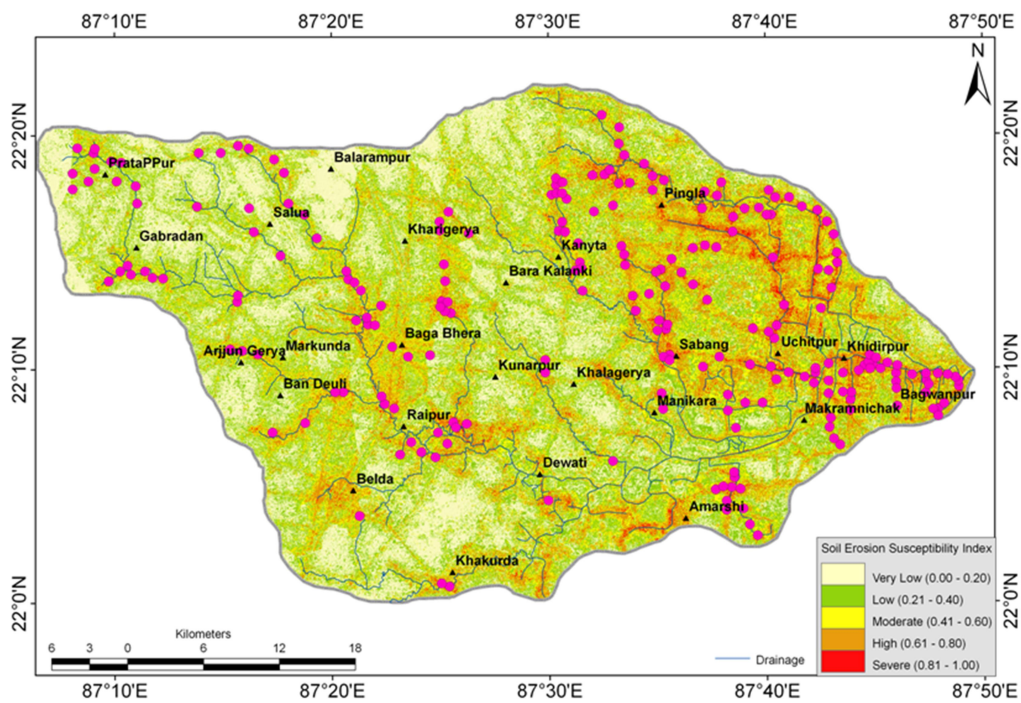 87°10'E 87°20'E 87°30'E 87°40'E 87°50'E
N
22°20'N 22°20'N
Balarampur
PrataPPur
Pingla
Salua
Khargerya
Gabradan
Kanyta
Bara Kalanki
Baga Bhera
Sabang
Uchitpur
Khidirpur
Arjjun Gerya
Markunda
22°10'N 22°10'N
Kunarpur
Khalagerya
Ban Deuli
Bagwanpur
Manikara
Makramnichak
Raipur
Dewati
Belda
Amarshi
Soil Erosion Susceptibility Index
Khakurda
Very Low (0.00 - 0.20)
22°0'N 22°0'N
Low (0.21 - 0.40)
Moderate (0.41 - 0.60)
Kilometers
High (0.61 - 0.80)
6 3 0 6 12 18
Drainage
Severe (0.81 - 1.00)
87°10'E 87°20'E 87°30'E 87°40'E 87°50'E